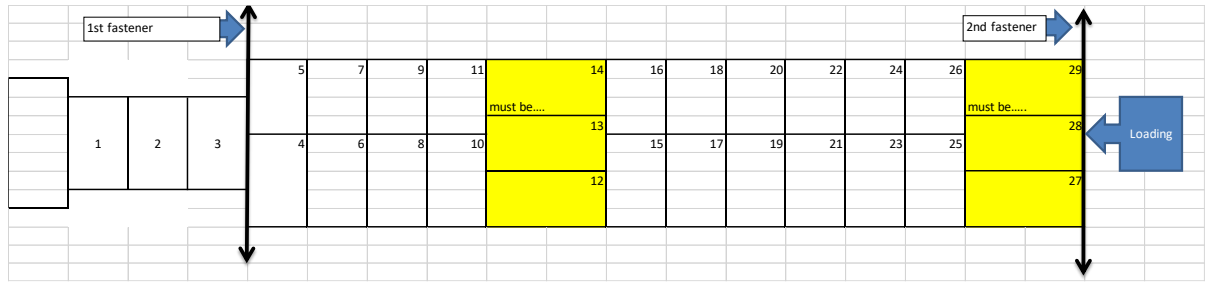 1st fastener
2nd fastener
5 7 9 11 14 16 18 20 22 24 26 29
must be.... must be.....
13 28
1 2 3 4 6 8 10 15 17 19 21 23 25 Loading
12 27